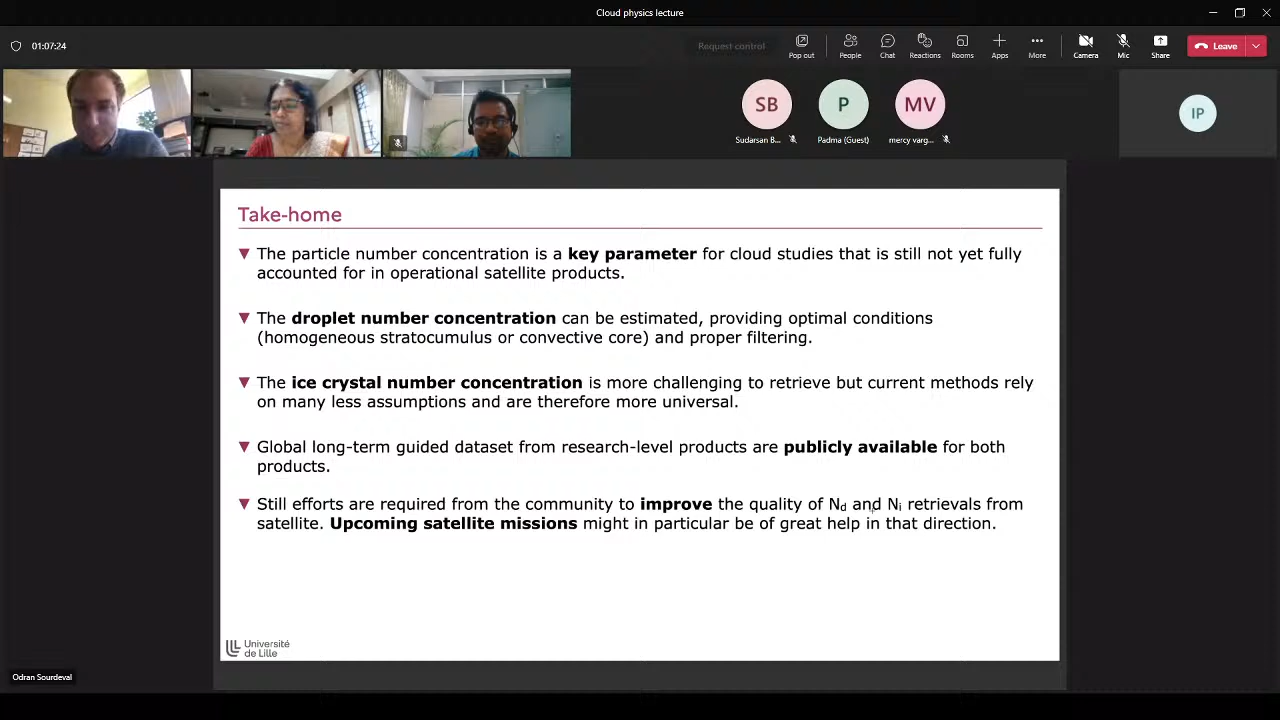 Cloud physics lecture
01:07:24
Request control
Pop out
People
Chat
Reactions
Rooms
Apps
More
Camera
Mic
Share
Leave
SB
P
MV
IP
Sudarsan B...
Padma (Guest)
mercy varg...
Take-home
The particle number concentration is a key parameter for cloud studies that is still not yet fully
accounted for in operational satellite products.
The droplet number concentration can be estimated, providing optimal conditions
(homogeneous stratocumulus or convective core) and proper filtering.
The ice crystal number concentration is more challenging to retrieve but current methods rely
on many less assumptions and are therefore more universal.
Global long-term guided dataset from research-level products are publicly available for both
products.
Still efforts are required from the community to improve the quality of Nd and Ni retrievals from
satellite. Upcoming satellite missions might in particular be of great help in that direction.
Université
de Lille
Odran Sourdeval